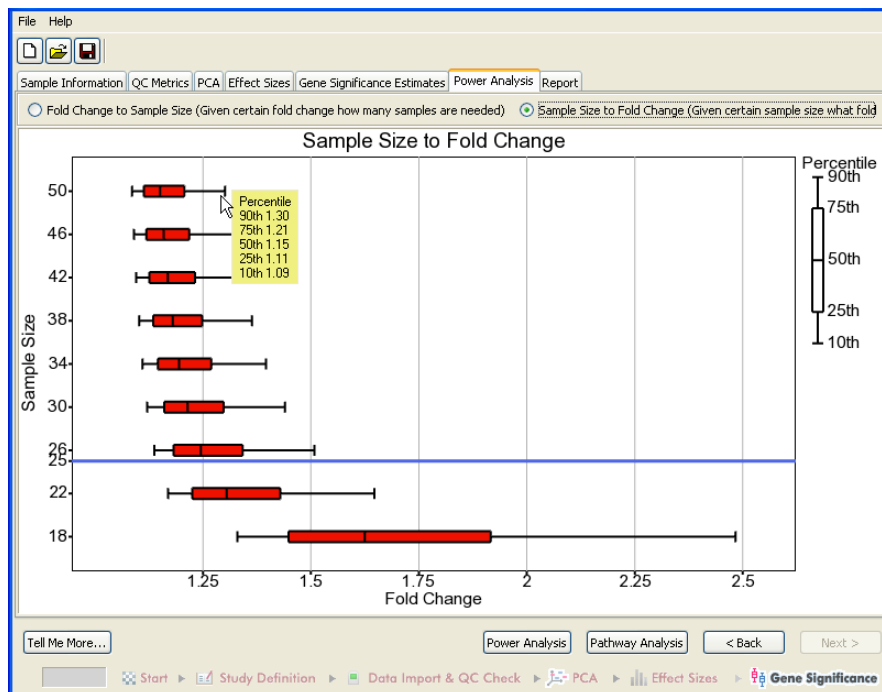 File Help
Sample Information QC Metrics PCA Effect Sizes Gene Significance Estimates Power Analysis Report
Fold Change to Sample Size (Given certain fold change how many samples are needed) Sample Size to Fold Change (Given certain sample size what fold
Sample Size to Fold Change
Percentile
90th
75th
50th
25th
10th
Sample Size
50
46
42
38
34
30
26
25
22
18
Percentile
90th 1.30
75th 1.21
50th 1.15
25th 1.11
10th 1.09
1.25 1.5 1.75 2 2.25 2.5
Fold Change
Tell Me More... Power Analysis Pathway Analysis < Back Next >
Start Study Definition Data Import & QC Check PCA Effect Sizes Gene Significance